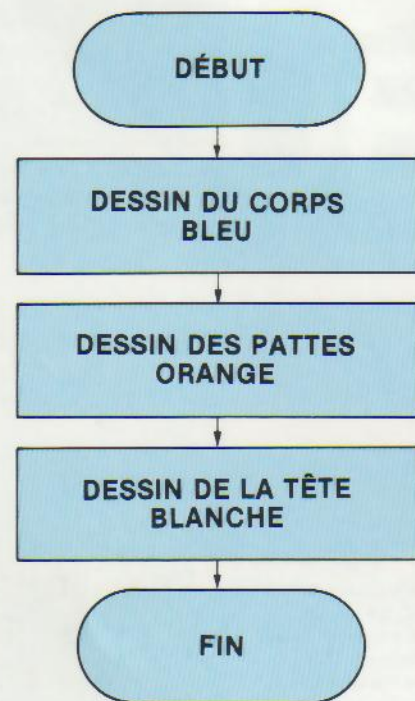 DÉBUT
DESSIN DU CORPS
BLEU
DESSIN DES PATTES
ORANGE
DESSIN DE LA TÊTE
BLANCHE
FIN